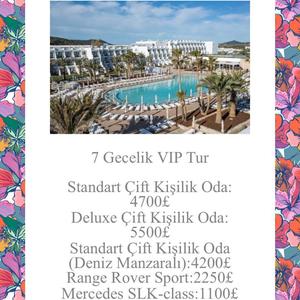 7 Gecelik VIP Tur
Standart Çift Kişilik Oda:
4700£
Deluxe Çift Kişilik Oda:
5500£
Standart Çift Kişilik Oda
(Deniz Manzaralı):4200£
Range Rover Sport:2250£
Mercedes SLK-class:1100£